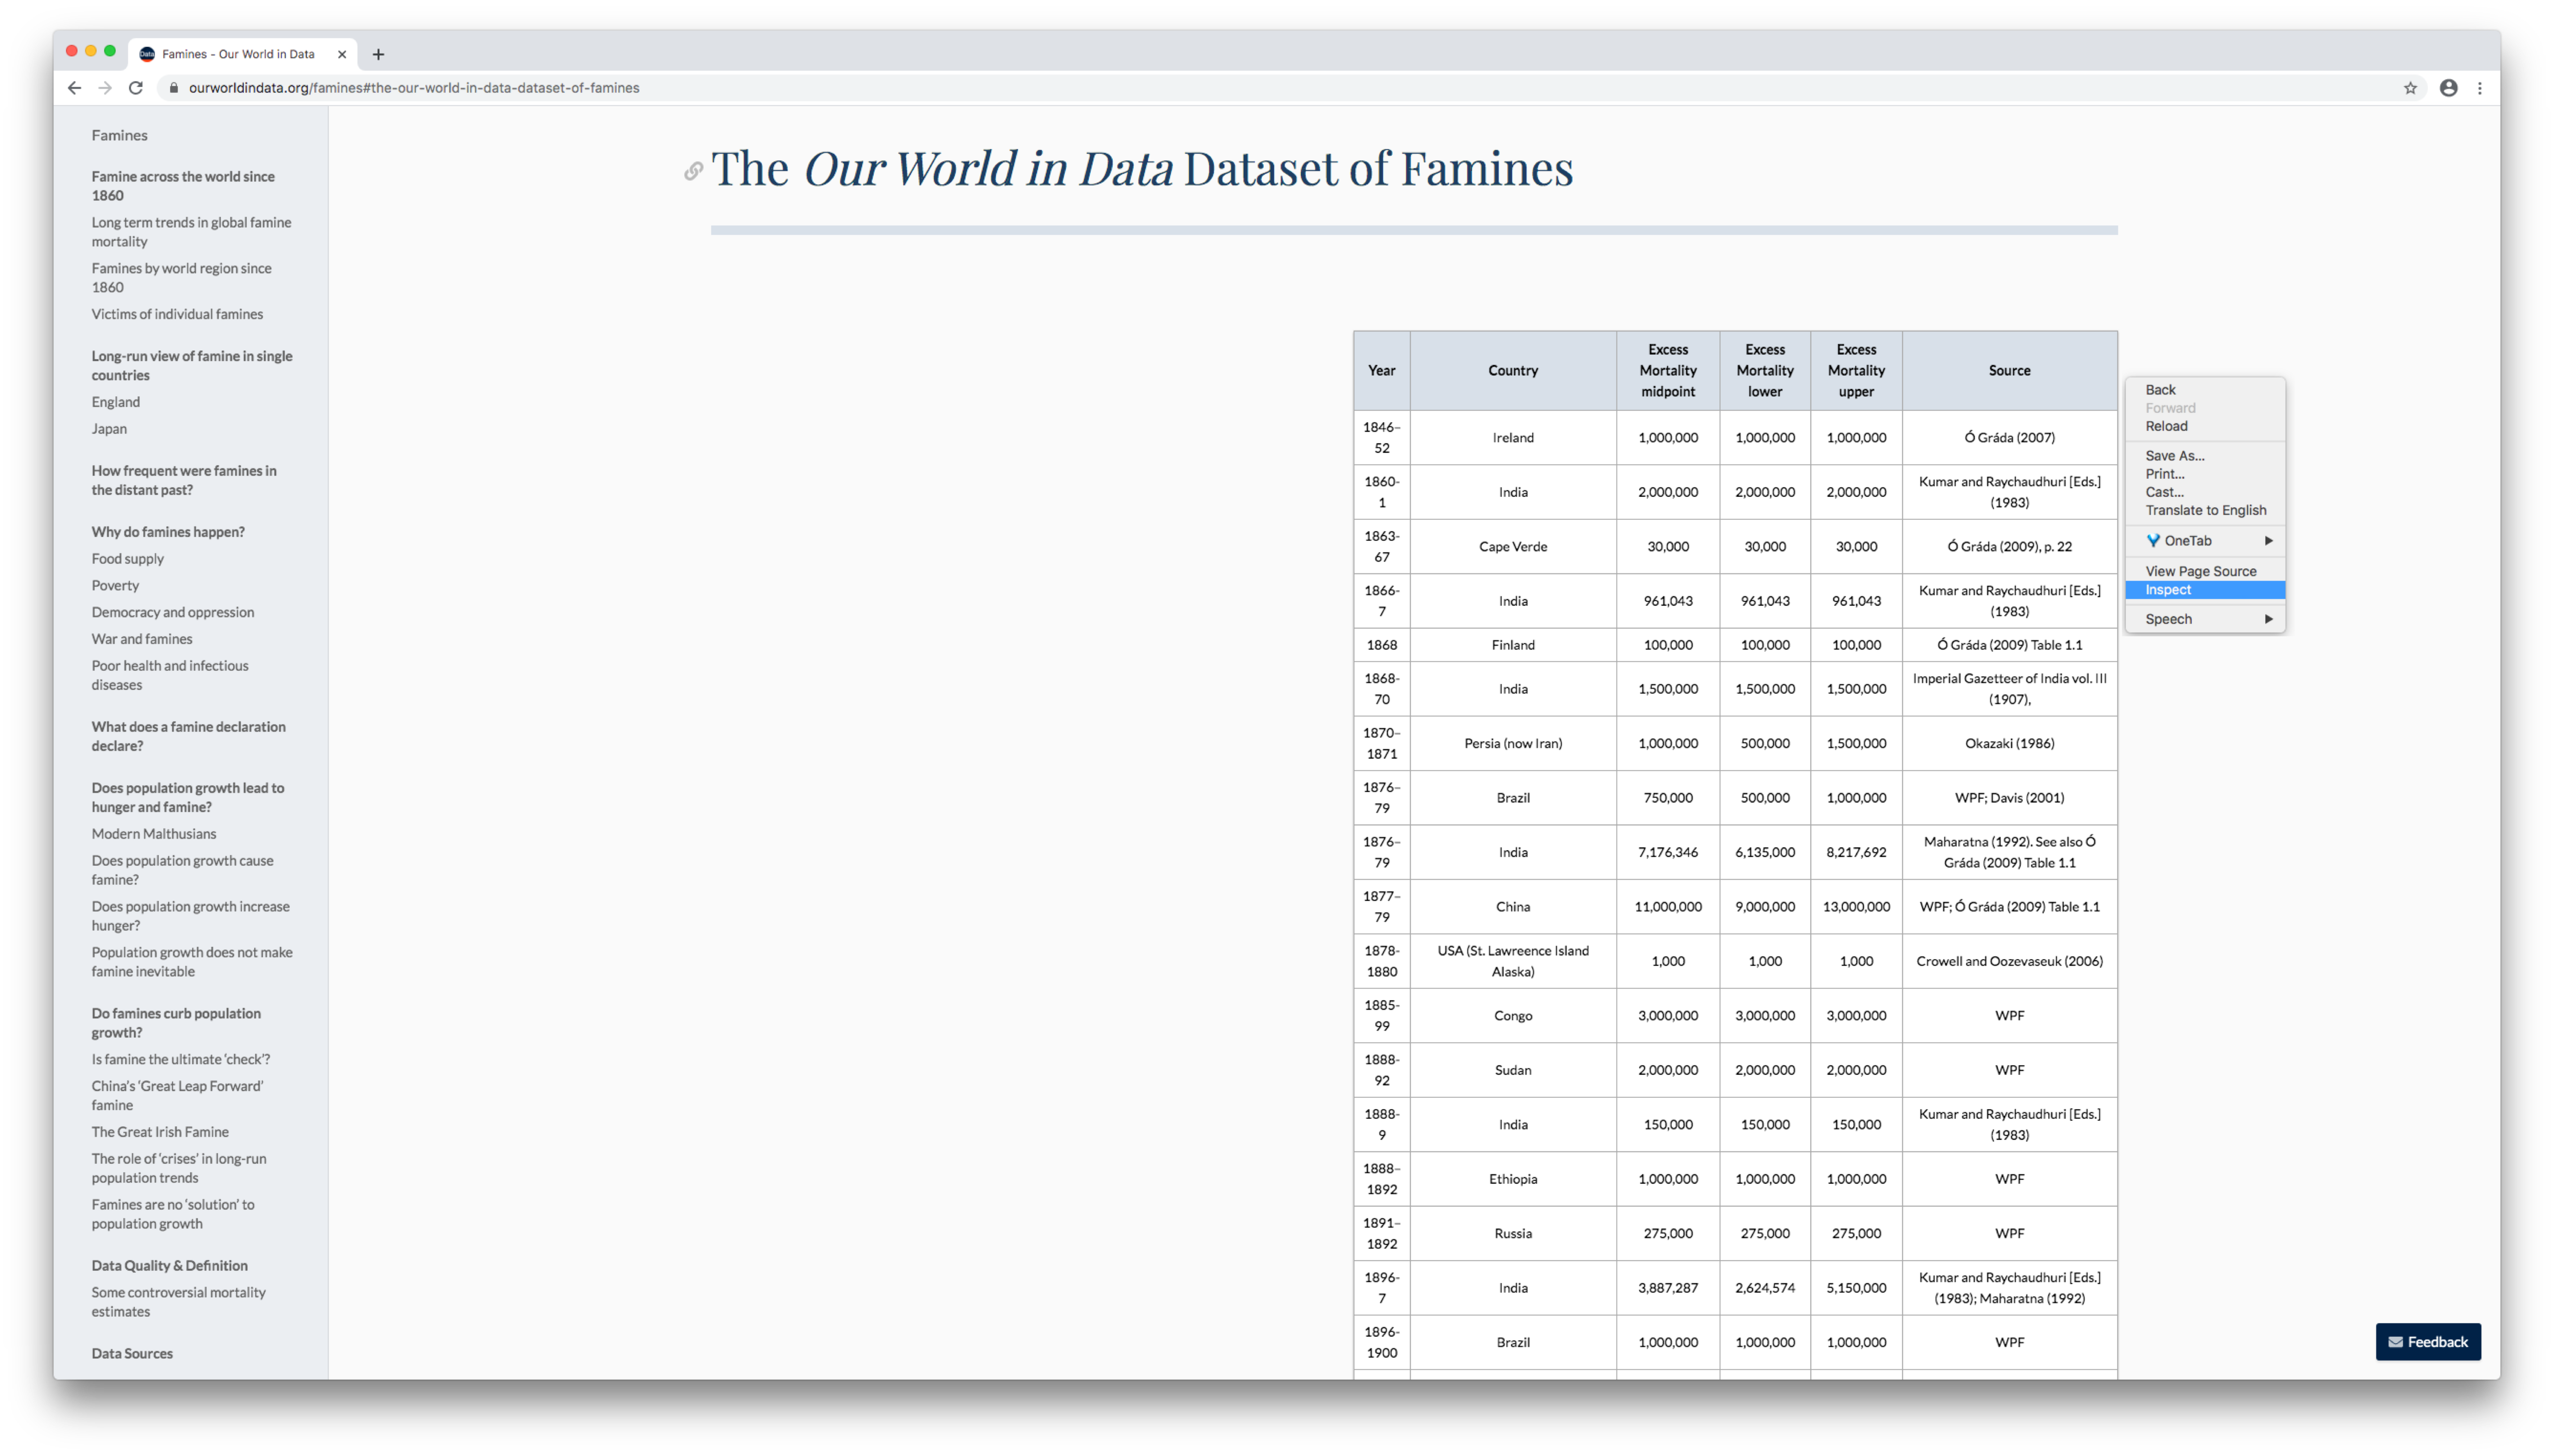 Famines - Our World in Data
ourworldindata.org/famines#the-our-world-in-data-dataset-of-famines
Famines
Famine across the world since
1860
Long term trends in global famine
mortality
Famines by world region since
1860
Victims of individual famines
Long-run view of famine in single
countries
England
Japan
How frequent were famines in
the distant past?
Why do famines happen?
Food supply
Poverty
Democracy and oppression
War and famines
Poor health and infectious
diseases
What does a famine declaration
declare?
Does population growth lead to
hunger and famine?
Modern Malthusians
Does population growth cause
famine?
Does population growth increase
hunger?
Population growth does not make
famine inevitable
Do famines curb population
growth?
Is famine the ultimate ‘check’?
China’s ‘Great Leap Forward’
famine
The Great Irish Famine
The role of ‘crises’ in long-run
population trends
Famines are no ‘solution’ to
population growth
Data Quality & Definition
Some controversial mortality
estimates
Data Sources
The Our World in Data Dataset of Famines
Year Country Excess Mortality midpoint Excess Mortality lower Excess Mortality upper Source
1846–52 Ireland 1,000,000 1,000,000 1,000,000 Ó Gráda (2007)
1860-1 India 2,000,000 2,000,000 2,000,000 Kumar and Raychaudhuri [Eds.] (1983)
1863-67 Cape Verde 30,000 30,000 30,000 Ó Gráda (2009), p. 22
1866-7 India 961,043 961,043 961,043 Kumar and Raychaudhuri [Eds.] (1983)
1868 Finland 100,000 100,000 100,000 Ó Gráda (2009) Table 1.1
1868-70 India 1,500,000 1,500,000 1,500,000 Imperial Gazetteer of India vol. III (1907),
1870–1871 Persia (now Iran) 1,000,000 500,000 1,500,000 Okazaki (1986)
1876–79 Brazil 750,000 500,000 1,000,000 WPF; Davis (2001)
1876–79 India 7,176,346 6,135,000 8,217,692 Maharatna (1992). See also Ó Gráda (2009) Table 1.1
1877–79 China 11,000,000 9,000,000 13,000,000 WPF; Ó Gráda (2009) Table 1.1
1878-1880 USA (St. Lawreence Island Alaska) 1,000 1,000 1,000 Crowell and Oozevaseuk (2006)
1885-99 Congo 3,000,000 3,000,000 3,000,000 WPF
1888-92 Sudan 2,000,000 2,000,000 2,000,000 WPF
1888-9 India 150,000 150,000 150,000 Kumar and Raychaudhuri [Eds.] (1983)
1888–1892 Ethiopia 1,000,000 1,000,000 1,000,000 WPF
1891–1892 Russia 275,000 275,000 275,000 WPF
1896-7 India 3,887,287 2,624,574 5,150,000 Kumar and Raychaudhuri [Eds.] (1983); Maharatna (1992)
1896-1900 Brazil 1,000,000 1,000,000 1,000,000 WPF
Back
Forward
Reload
Save As...
Print...
Cast...
Translate to English
OneTab
View Page Source
Inspect
Speech
Feedback